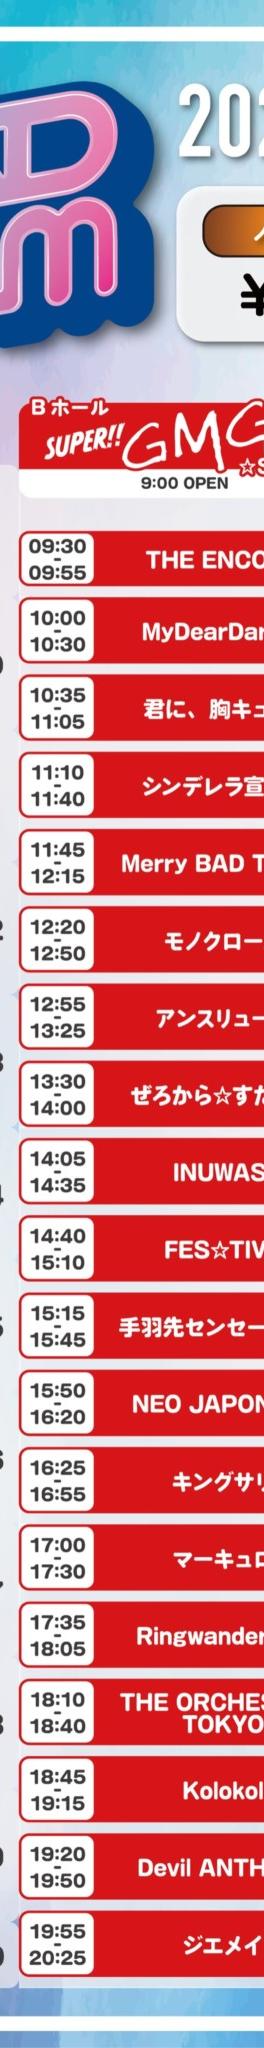 202
¥
Bホール
SUPER!! GMG
☆S
9:00 OPEN
09:30 - 09:55 THE ENCO
10:00 - 10:30 MyDearDar
10:35 - 11:05 君に、胸キュ
11:10 - 11:40 シンデレラ宣
11:45 - 12:15 Merry BAD T
12:20 - 12:50 モノクロー
12:55 - 13:25 アンスリュー
13:30 - 14:00 ぜろから☆すた
14:05 - 14:35 INUWAS
14:40 - 15:10 FES☆TIV
15:15 - 15:45 手羽先センセー
15:50 - 16:20 NEO JAPON
16:25 - 16:55 キングサリ
17:00 - 17:30 マーキュロ
17:35 - 18:05 Ringwander
18:10 - 18:40 THE ORCHES
TOKYO
18:45 - 19:15 Kolokol
19:20 - 19:50 Devil ANTH
19:55 - 20:25 ジエメイ